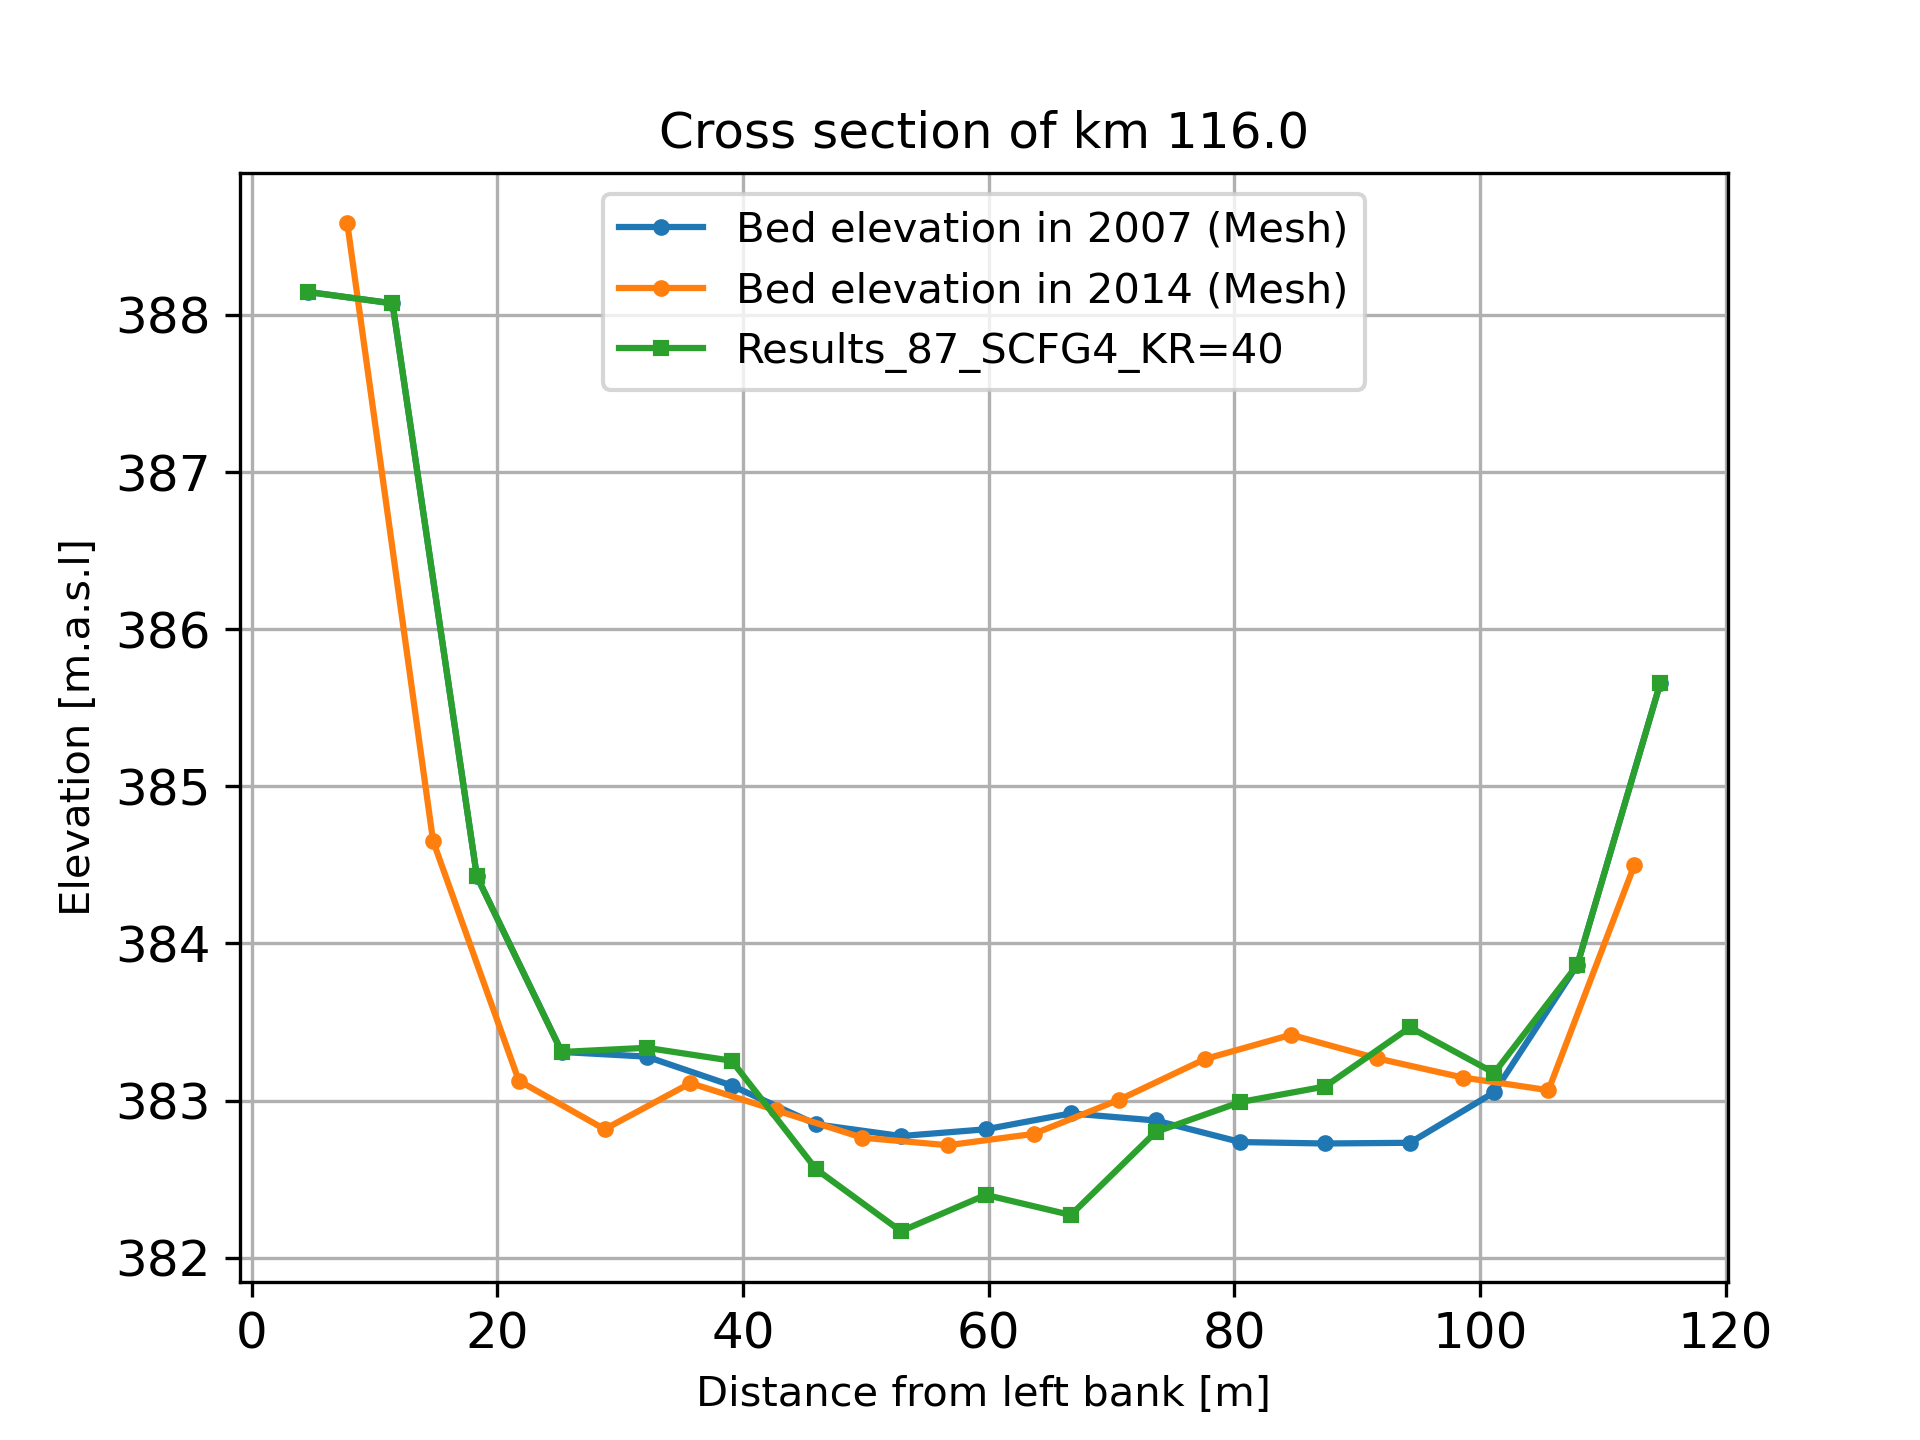 Cross section of km 116.0
Bed elevation in 2007 (Mesh)
Bed elevation in 2014 (Mesh)
Results_87_SCFG4_KR=40
388
387
386
385
384
383
382
Elevation [m.a.s.l]
0 20 40 60 80 100 120
Distance from left bank [m]